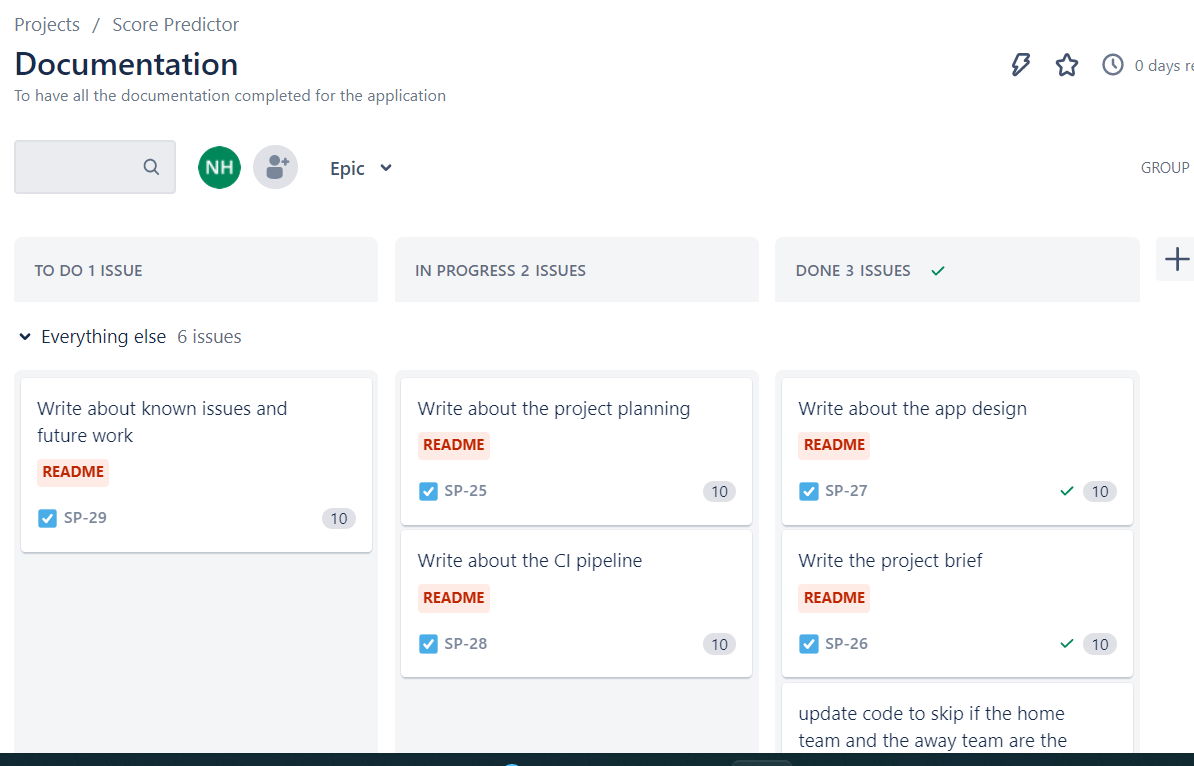 Projects / Score Predictor
Documentation
To have all the documentation completed for the application
0 days re
NH
Epic
GROUP
TO DO 1 ISSUE
IN PROGRESS 2 ISSUES
DONE 3 ISSUES
Everything else 6 issues
Write about known issues and
future work
README
SP-29
10
Write about the project planning
README
SP-25
10
Write about the CI pipeline
README
SP-28
10
Write about the app design
README
SP-27
10
Write the project brief
README
SP-26
10
update code to skip if the home
team and the away team are the